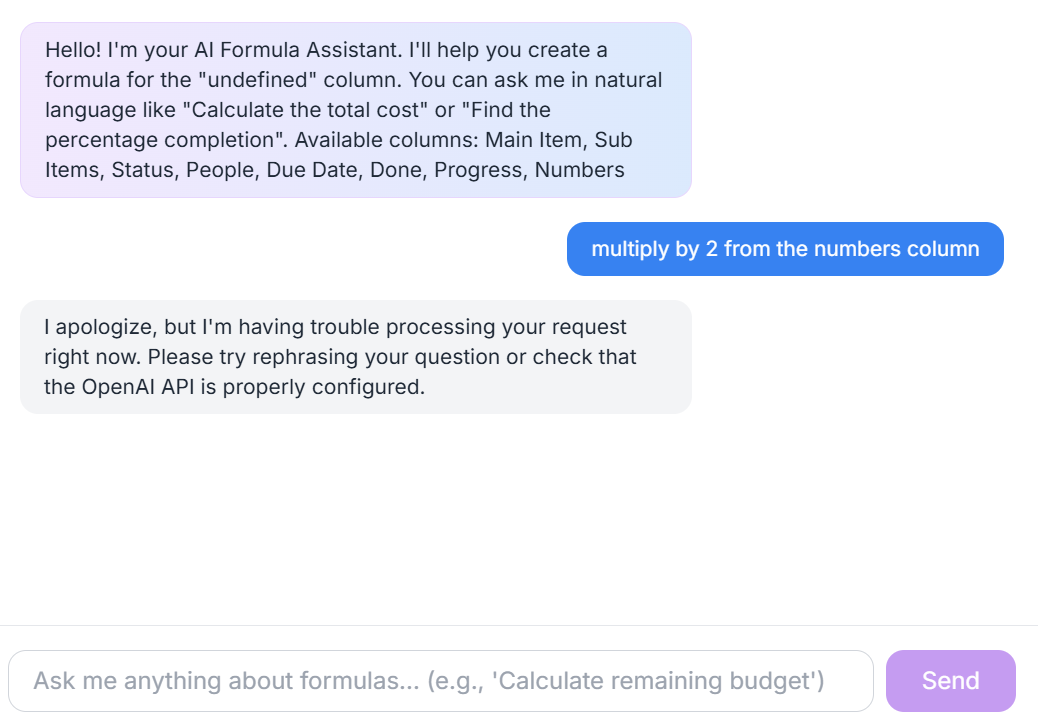 Hello! I'm your AI Formula Assistant. I'll help you create a
formula for the "undefined" column. You can ask me in natural
language like "Calculate the total cost" or "Find the
percentage completion". Available columns: Main Item, Sub
Items, Status, People, Due Date, Done, Progress, Numbers
multiply by 2 from the numbers column
I apologize, but I'm having trouble processing your request
right now. Please try rephrasing your question or check that
the OpenAI API is properly configured.
Ask me anything about formulas... (e.g., 'Calculate remaining budget')
Send